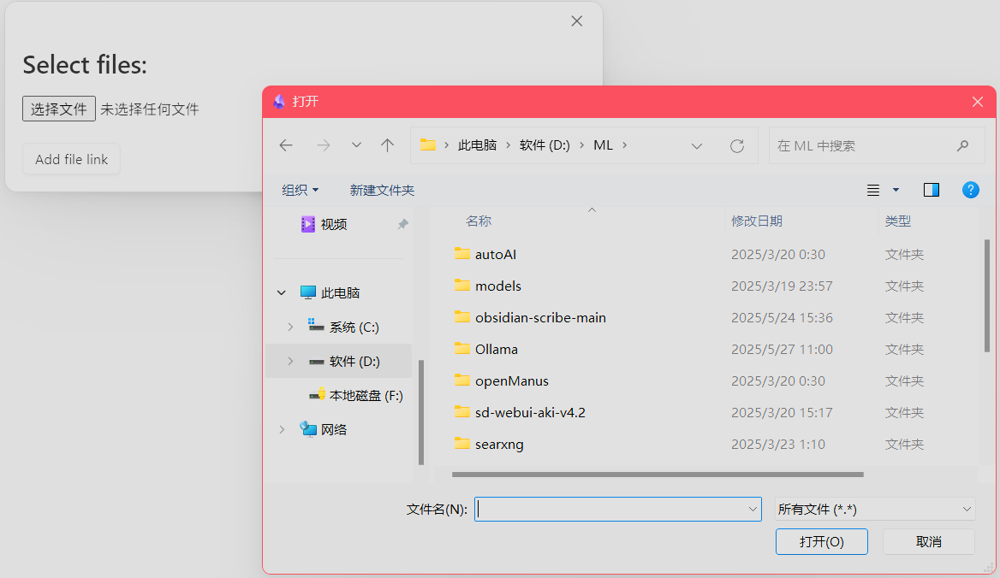 Select files:
选择文件 未选择任何文件
Add file link
打开
此电脑 软件 (D:) ML
在 ML 中搜索
组织 新建文件夹
?
视频
此电脑
系统 (C:)
软件 (D:)
本地磁盘 (F:)
网络
名称 修改日期 类型
autoAI 2025/3/20 0:30 文件夹
models 2025/3/19 23:57 文件夹
obsidian-scribe-main 2025/5/24 15:36 文件夹
Ollama 2025/5/27 11:00 文件夹
openManus 2025/3/20 0:30 文件夹
sd-webui-aki-v4.2 2025/3/20 15:17 文件夹
searxng 2025/3/23 1:10 文件夹
文件名(N): 所有文件 (*.*)
打开(O) 取消